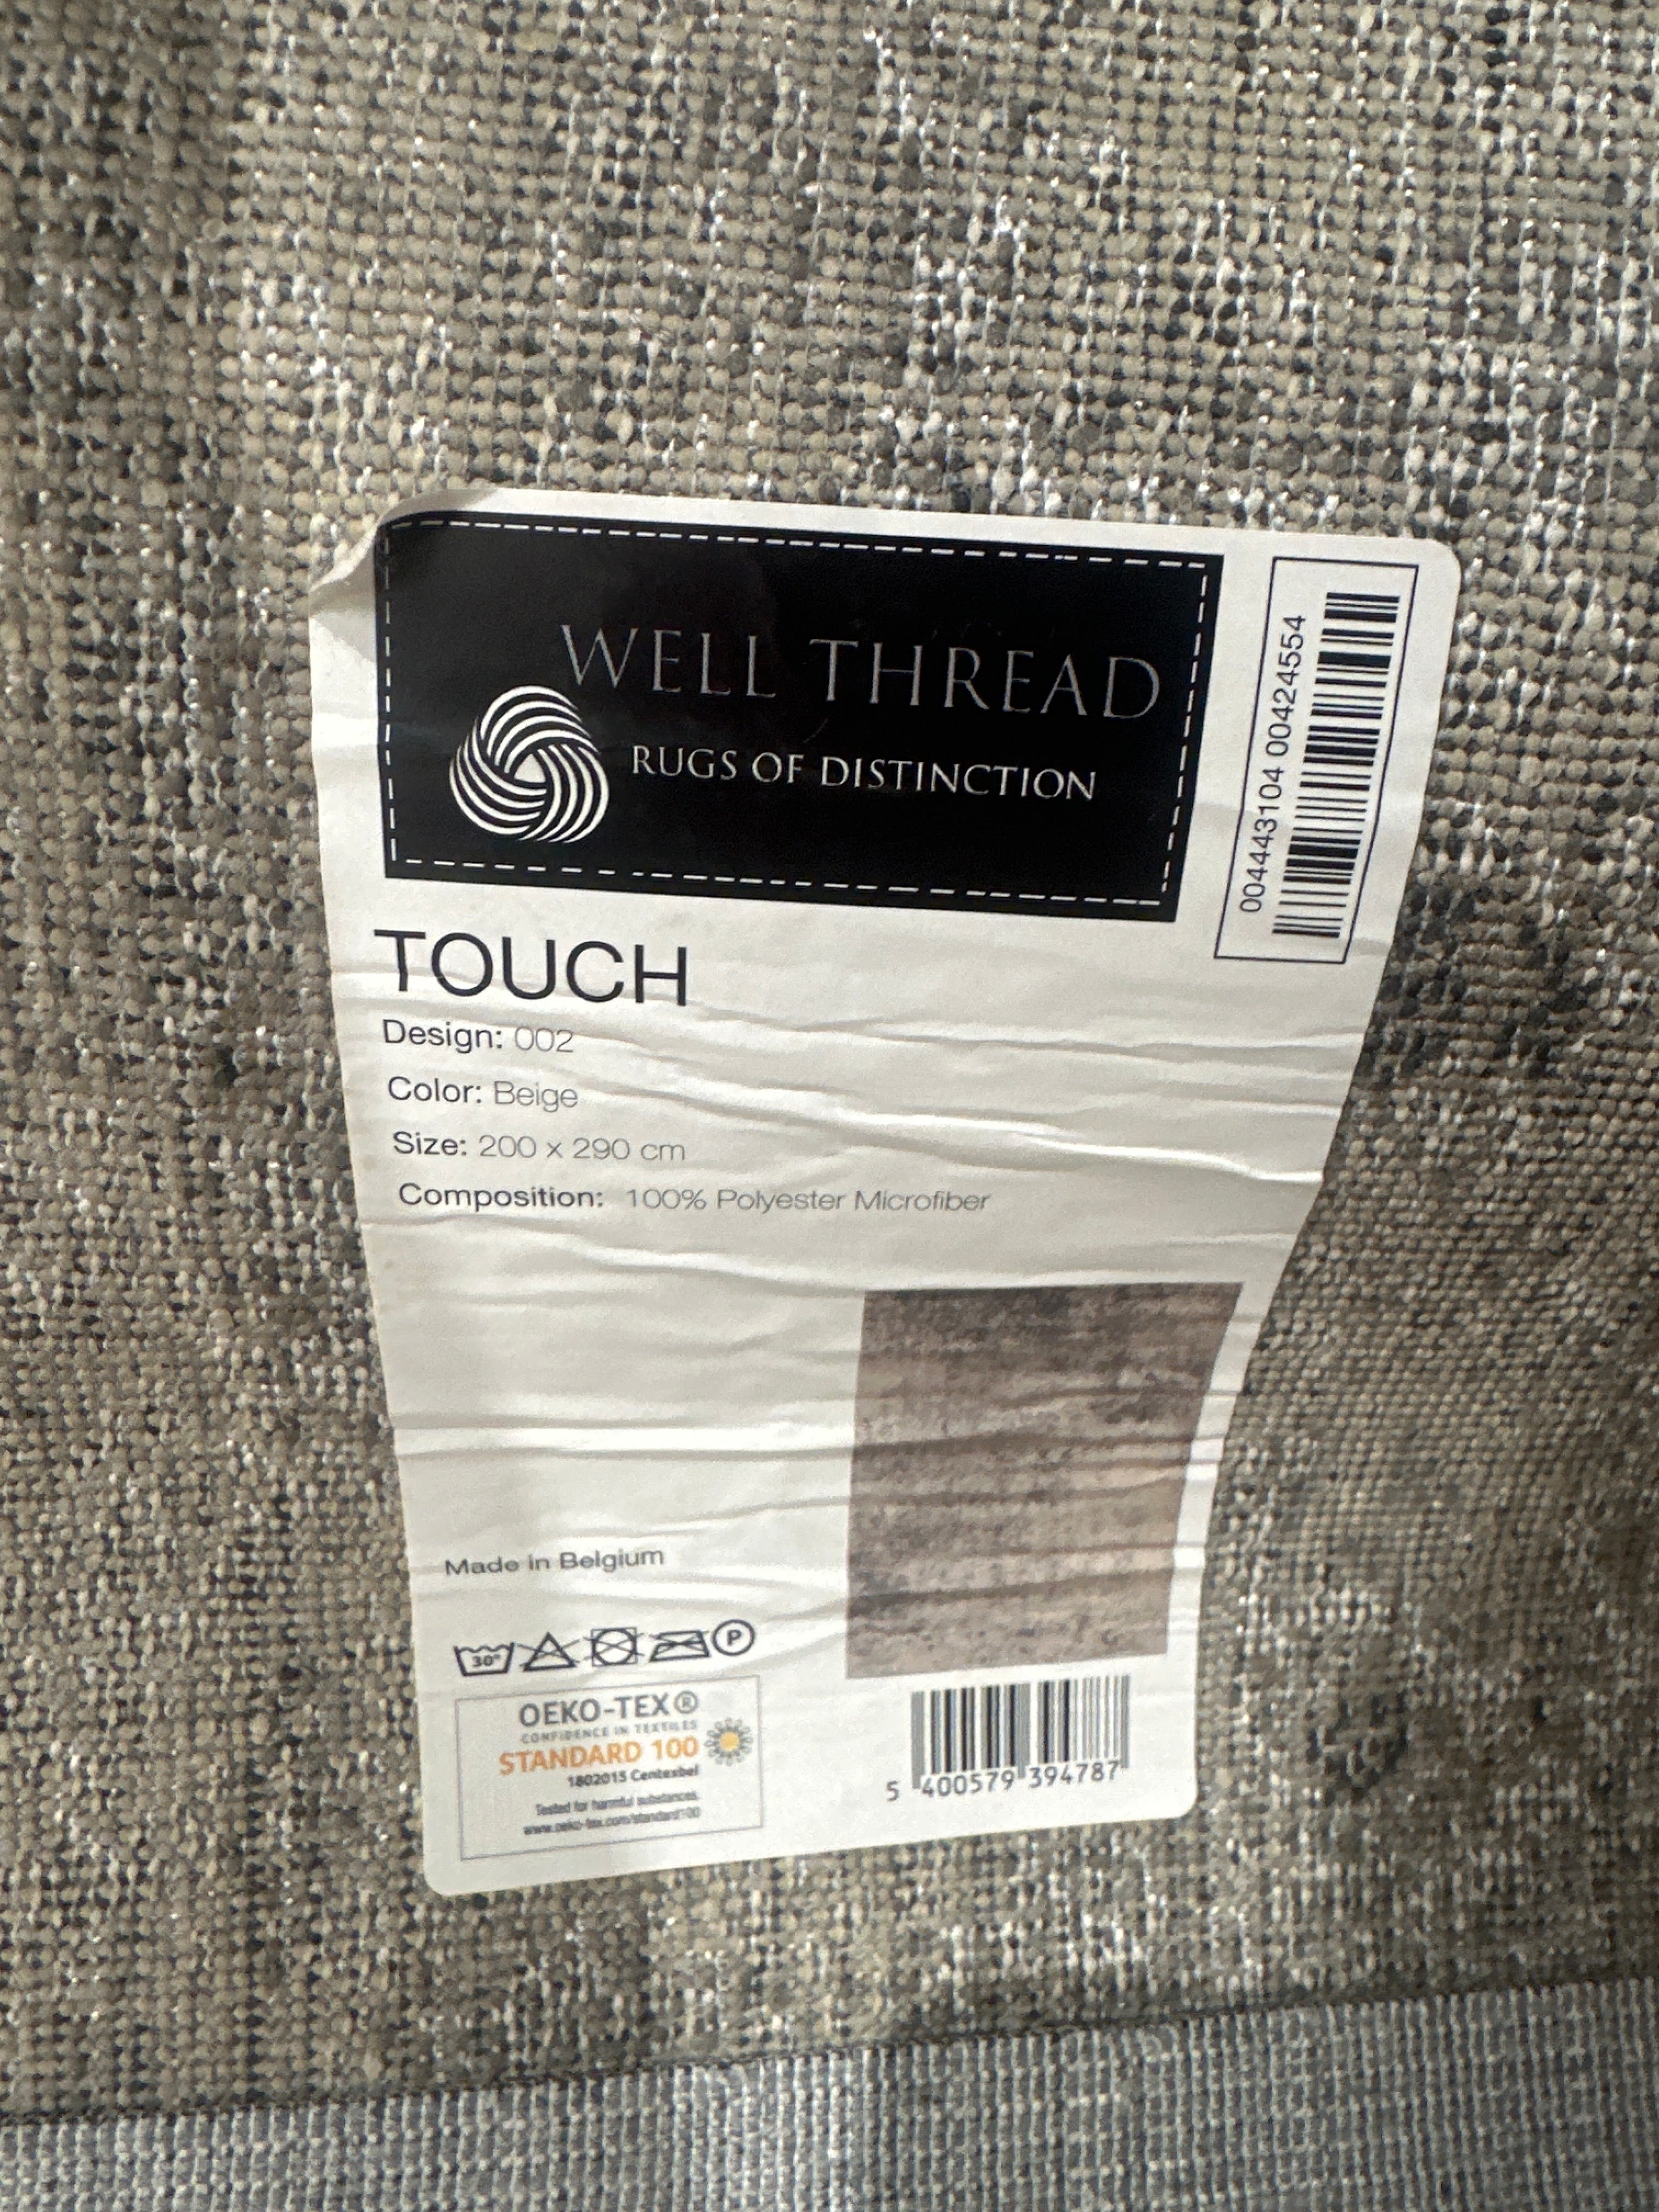 WELL THREAD
RUGS OF DISTINCTION
004443104 00424554
TOUCH
Design: 002
Color: Beige
Size: 200 x 290 cm
Composition: 100% Polyester Microfiber
Made in Belgium
30°
P
OEKO-TEX®
CONFIDENCE IN TEXTILES
STANDARD 100
1802015 Centexbel
Tested for harmful substances.
www.oeko-tex.com/standard100
5 400579 394787